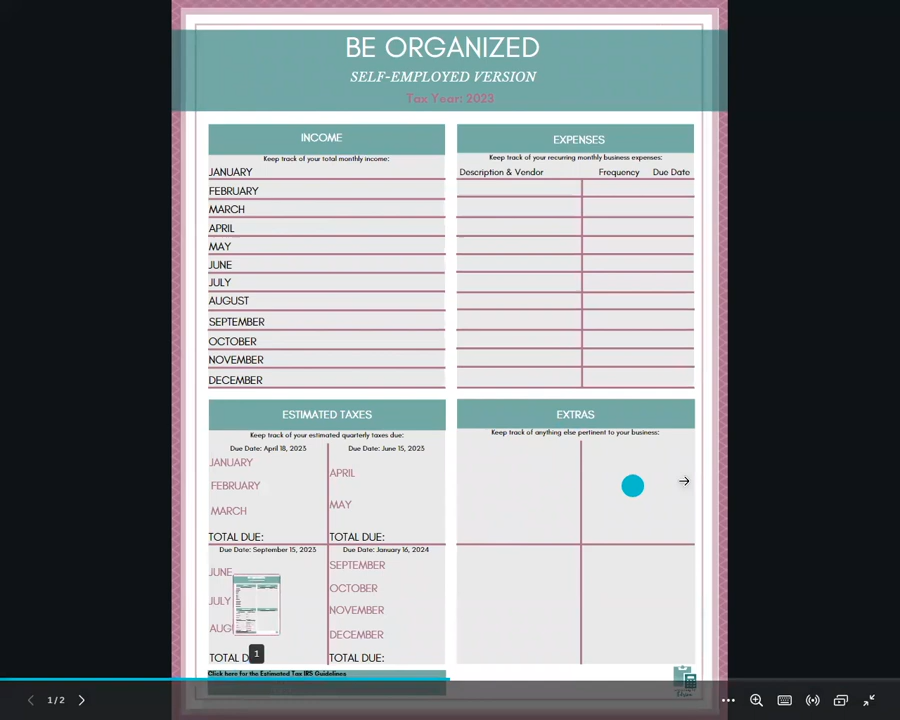 BE ORGANIZED
SELF-EMPLOYED VERSION
Tax Year: 2023
INCOME
Keep track of your total monthly income:
JANUARY
FEBRUARY
MARCH
APRIL
MAY
JUNE
JULY
AUGUST
SEPTEMBER
OCTOBER
NOVEMBER
DECEMBER
EXPENSES
Keep track of your recurring monthly business expenses:
Description & Vendor Frequency Due Date
ESTIMATED TAXES
Keep track of your estimated quarterly taxes due:
Due Date: April 18, 2023
JANUARY
FEBRUARY
MARCH
TOTAL DUE:
Due Date: June 15, 2023
APRIL
MAY
TOTAL DUE:
Due Date: September 15, 2023
JUNE
JULY
AUG
TOTAL D
Due Date: January 16, 2024
SEPTEMBER
OCTOBER
NOVEMBER
DECEMBER
TOTAL DUE:
Click here for the Estimated Tax IRS Guidelines
EXTRAS
Keep track of anything else pertinent to your business:
1
1/2